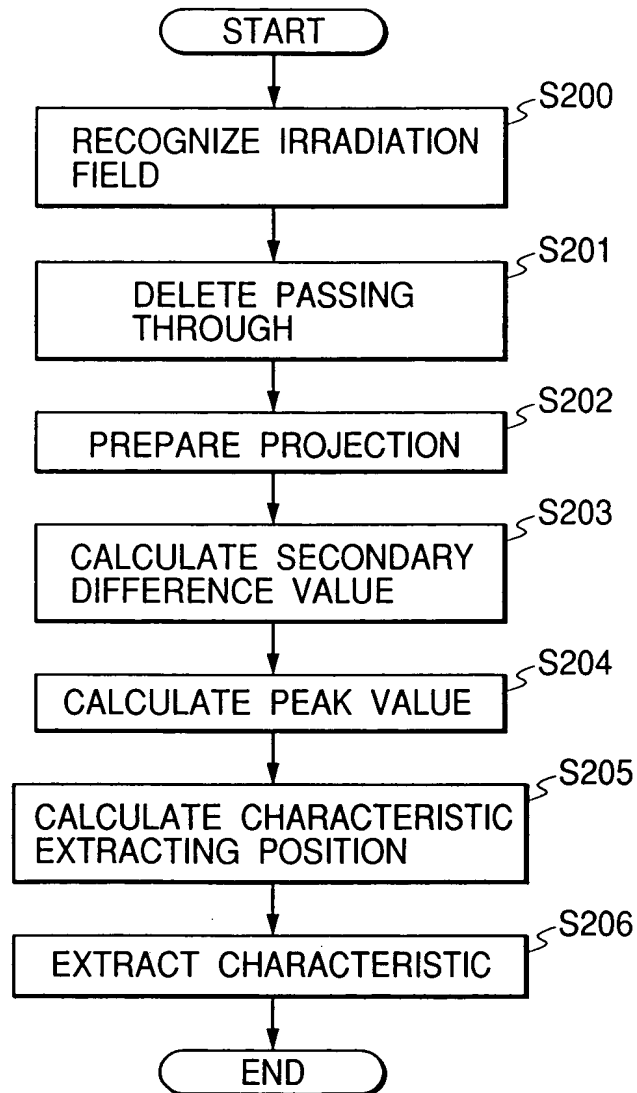 START
S200
RECOGNIZE IRRADIATION
FIELD
S201
DELETE PASSING
THROUGH
S202
PREPARE PROJECTION
S203
CALCULATE SECONDARY
DIFFERENCE VALUE
S204
CALCULATE PEAK VALUE
S205
CALCULATE CHARACTERISTIC
EXTRACTING POSITION
S206
EXTRACT CHARACTERISTIC
END